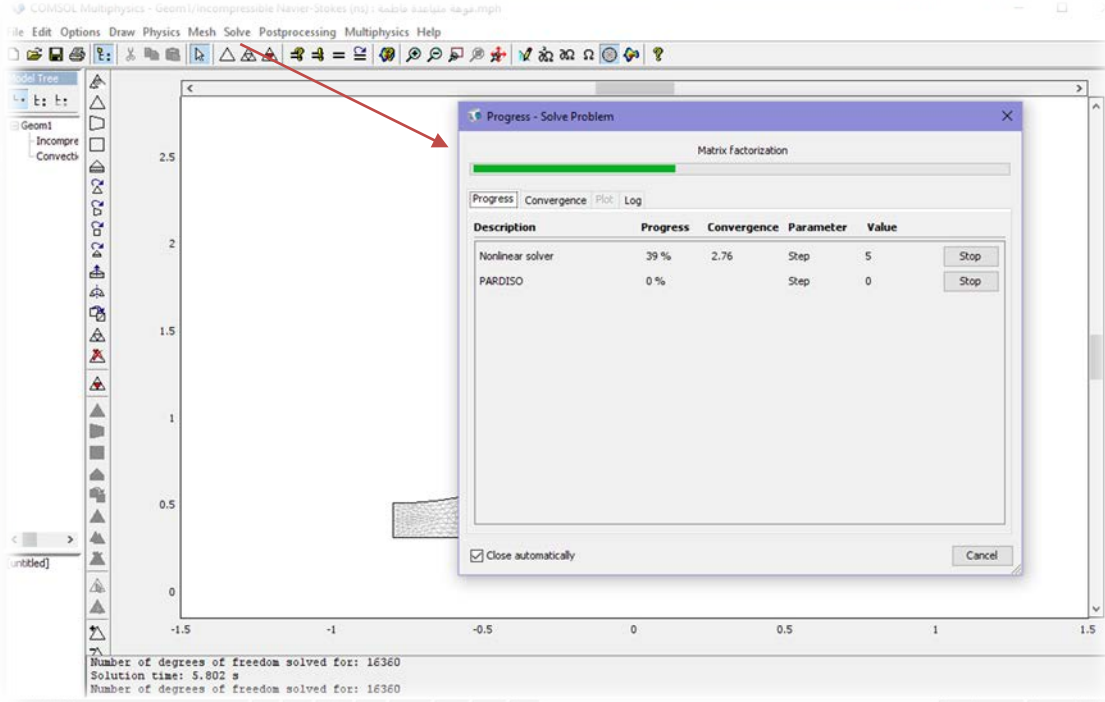 COMSOL Multiphysics - Geom1/Incompressible Navier-Stokes (ns) : فوهة متباعدة فاطمة.mph
File Edit Options Draw Physics Mesh Solve Postprocessing Multiphysics Help
Model Tree
Geom1
Incompre
Convecti
2.5
2
1.5
1
0.5
0
-1.5 -1 -0.5 0 0.5 1 1.5
Progress - Solve Problem
Matrix factorization
Progress Convergence Plot Log
Description Progress Convergence Parameter Value
Nonlinear solver 39 % 2.76 Step 5 Stop
PARDISO 0 % Step 0 Stop
Close automatically Cancel
[untitled]
Number of degrees of freedom solved for: 16360
Solution time: 5.802 s
Number of degrees of freedom solved for: 16360